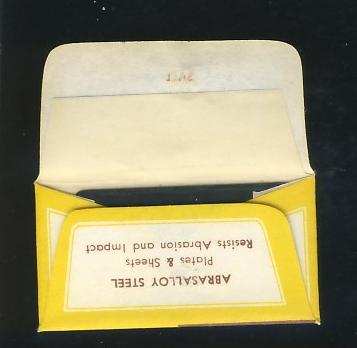 ABRASALLOY STEEL
Plates & Sheets
Resists Abrasion and Impact